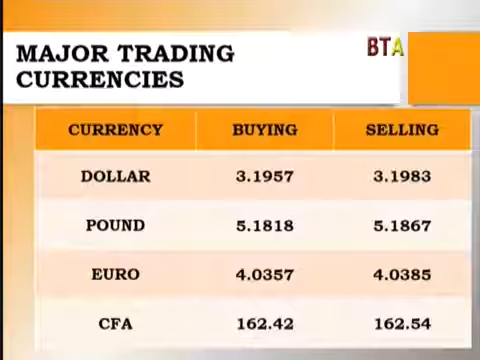 BTA
MAJOR TRADING
CURRENCIES
CURRENCY BUYING SELLING
DOLLAR 3.1957 3.1983
POUND 5.1818 5.1867
EURO 4.0357 4.0385
CFA 162.42 162.54